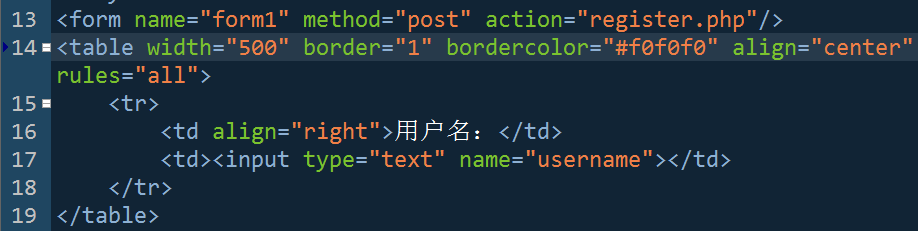 13 <form name="form1" method="post" action="register.php"/>
14 <table width="500" border="1" bordercolor="#f0f0f0" align="center"
rules="all">
15     <tr>
16         <td align="right">用户名：</td>
17         <td><input type="text" name="username"></td>
18     </tr>
19 </table>